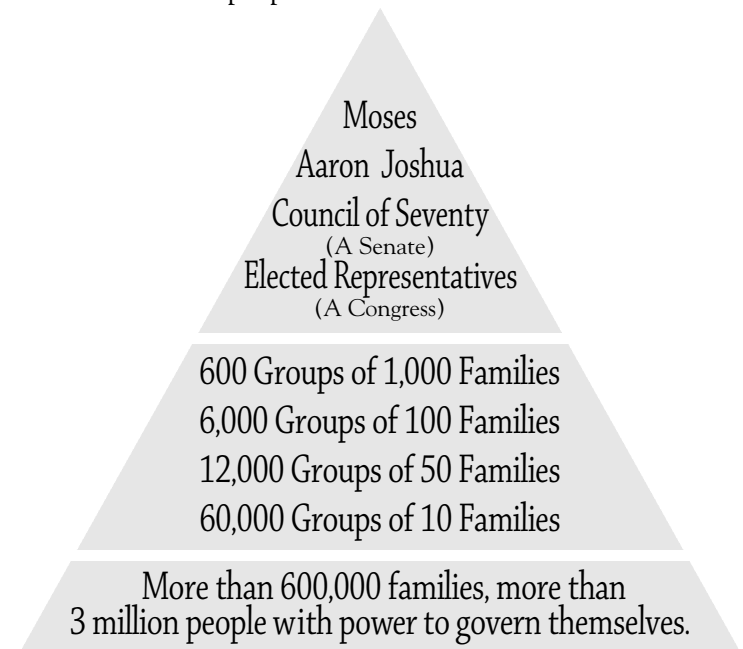 Moses
Aaron Joshua
Council of Seventy
(A Senate)
Elected Representatives
(A Congress)
600 Groups of 1,000 Families
6,000 Groups of 100 Families
12,000 Groups of 50 Families
60,000 Groups of 10 Families
More than 600,000 families, more than
3 million people with power to govern themselves.